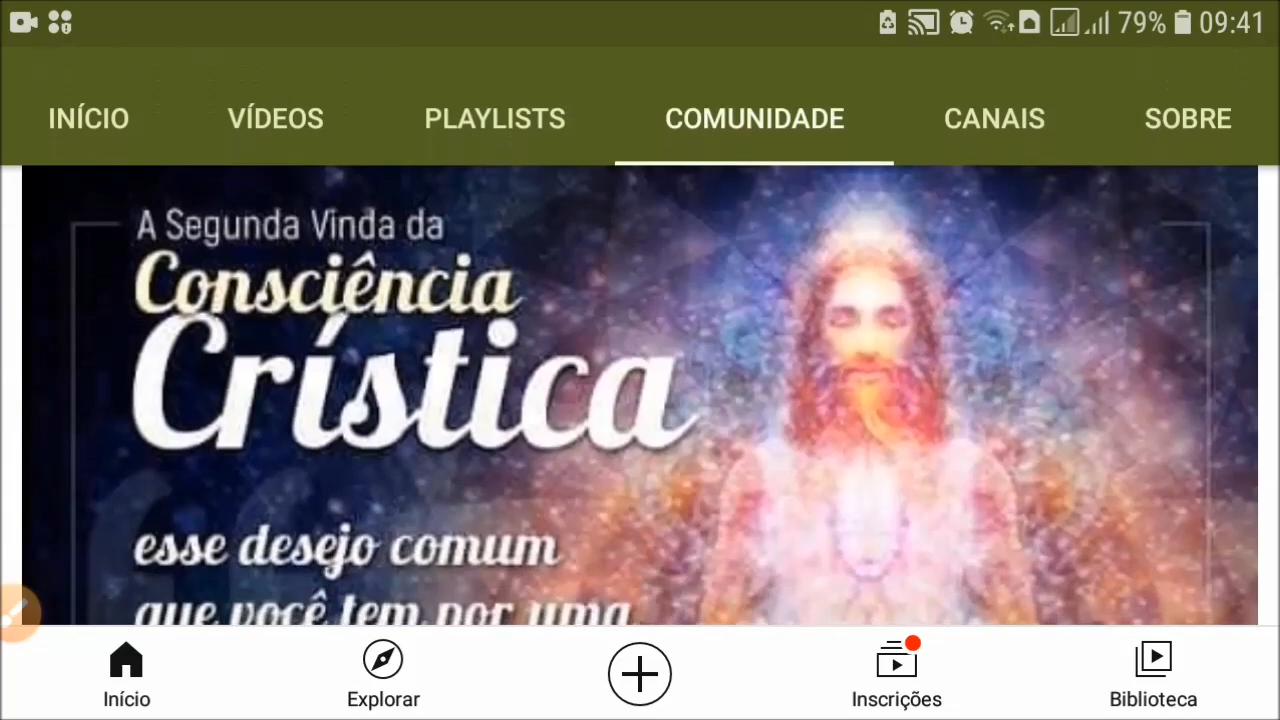 79% 09:41
INÍCIO VÍDEOS PLAYLISTS COMUNIDADE CANAIS SOBRE
A Segunda Vinda da
Consciência
Crística
esse desejo comum
que você tem por uma
Início Explorar Inscrições Biblioteca